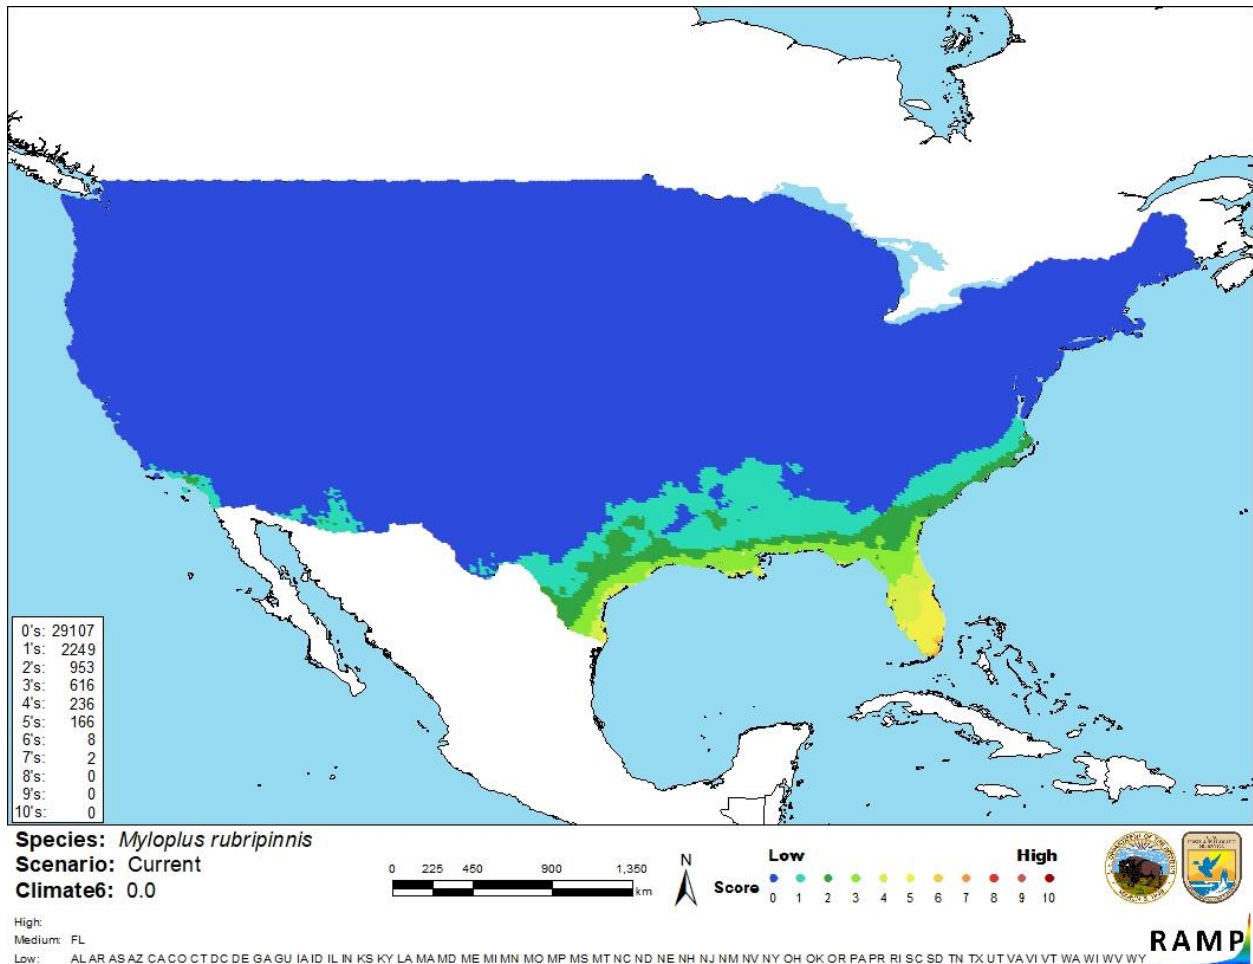 0's: 29107
1's: 2249
2's: 953
3's: 616
4's: 236
5's: 166
6's: 8
7's: 2
8's: 0
9's: 0
10's: 0
Species: Myloplus rubripinnis
Scenario: Current
Climate6: 0.0
0 225 450 900 1,350
km
N
Low High
Score
0 1 2 3 4 5 6 7 8 9 10
High:
Medium: FL
Low: AL AR AS AZ CA CO CT DC DE GA GU IA ID IL IN KS KY LA MA MD ME MI MN MO MP MS MT NC ND NE NH NJ NM NV NY OH OK OR PA PR RI SC SD TN TX UT VA VI VT WA WI WV WY
RAMP